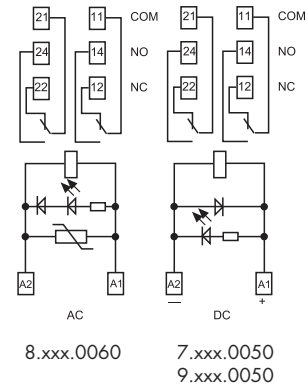 21 11 COM 21 11 COM
24 14 NO 24 14 NO
22 12 NC 22 12 NC
A2 A1 A2 A1
— +
AC DC
8.xxx.0060 7.xxx.0050
9.xxx.0050